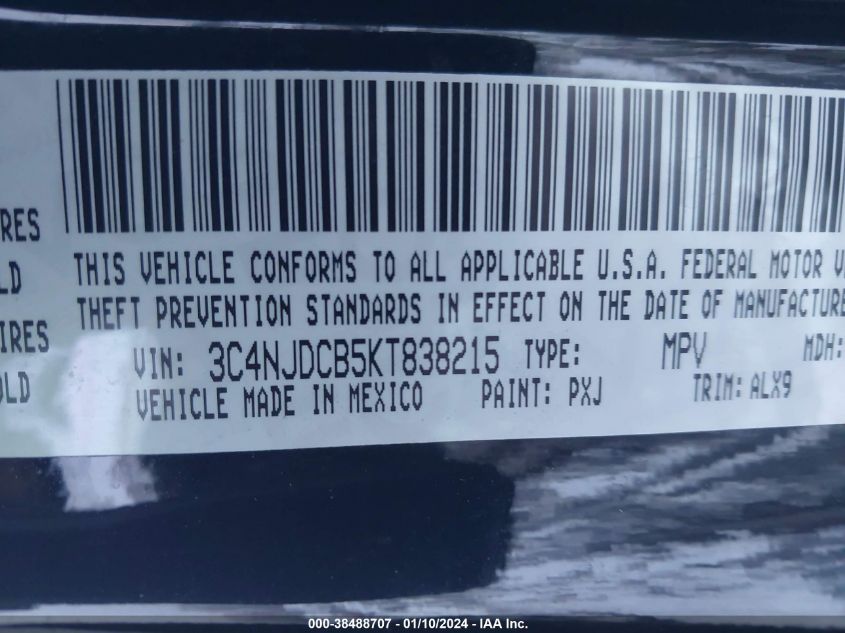 RES
LD
IRES
OLD
THIS VEHICLE CONFORMS TO ALL APPLICABLE U.S.A. FEDERAL MOTOR
THEFT PREVENTION STANDARDS IN EFFECT ON THE DATE OF MANUFACTURE
VIN: 3C4NJDCB5KT838215 TYPE: MPV MDH:
VEHICLE MADE IN MEXICO PAINT: PXJ TRIM: ALX9
000-38488707 - 01/10/2024 - IAA Inc.